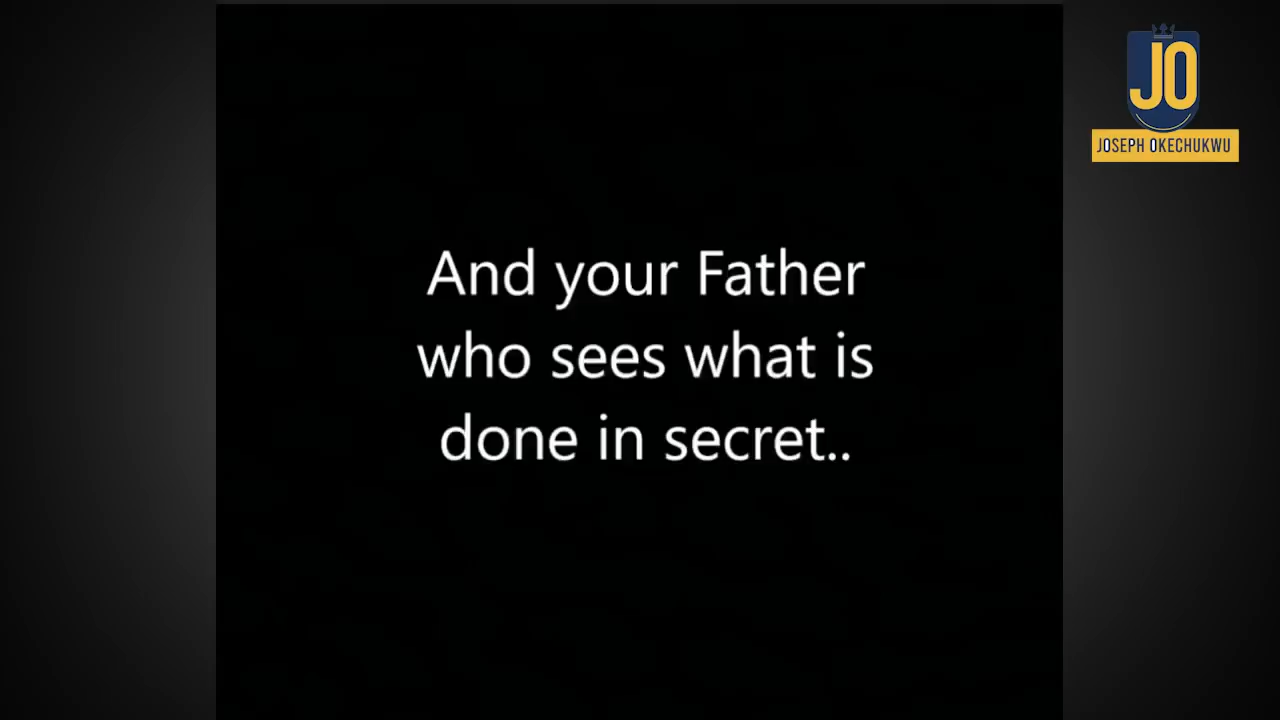 JO
JOSEPH OKECHUKWU
And your Father
who sees what is
done in secret..